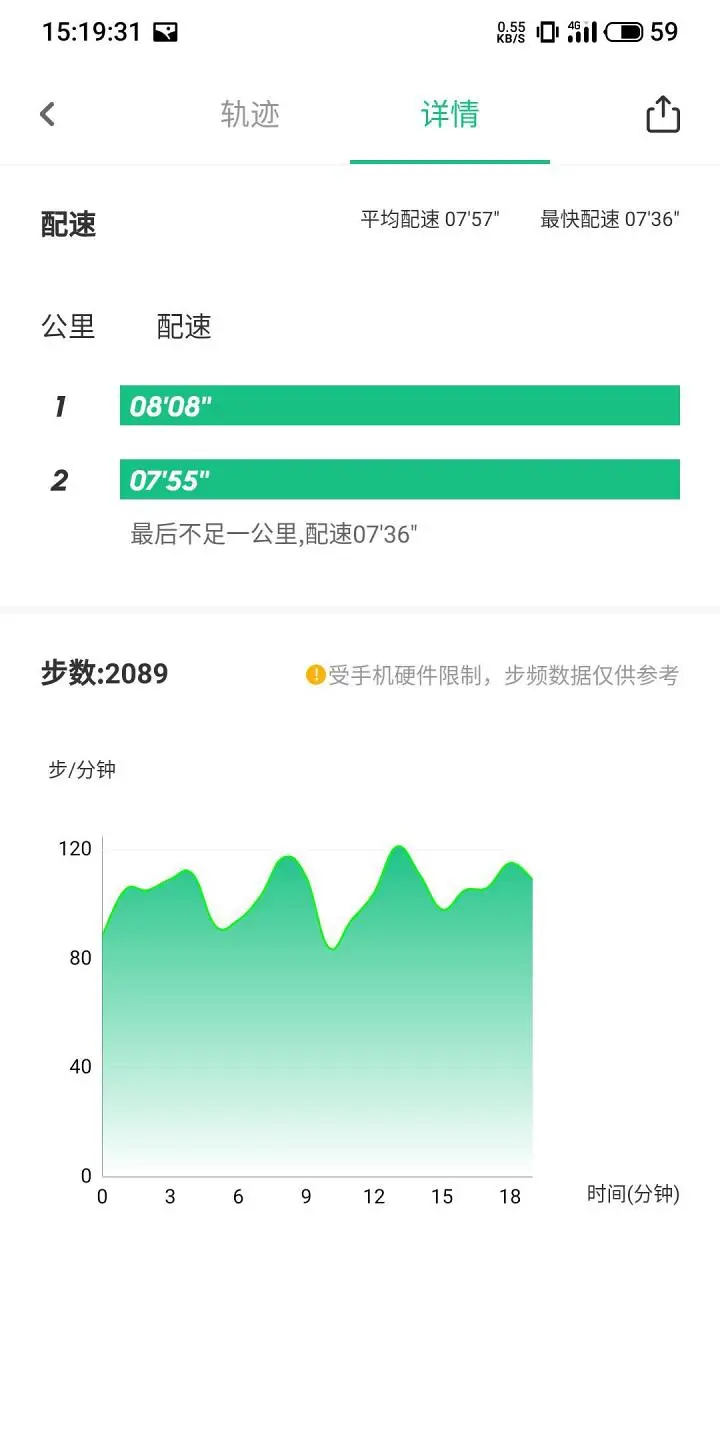 15:19:31 0.55 KB/S 4G 59
轨迹 详情
配速 平均配速 07'57" 最快配速 07'36"
公里 配速
1 08'08"
2 07'55"
最后不足一公里,配速07'36"
步数:2089 !受手机硬件限制，步频数据仅供参考
步/分钟
120
80
40
0
0 3 6 9 12 15 18 时间(分钟)